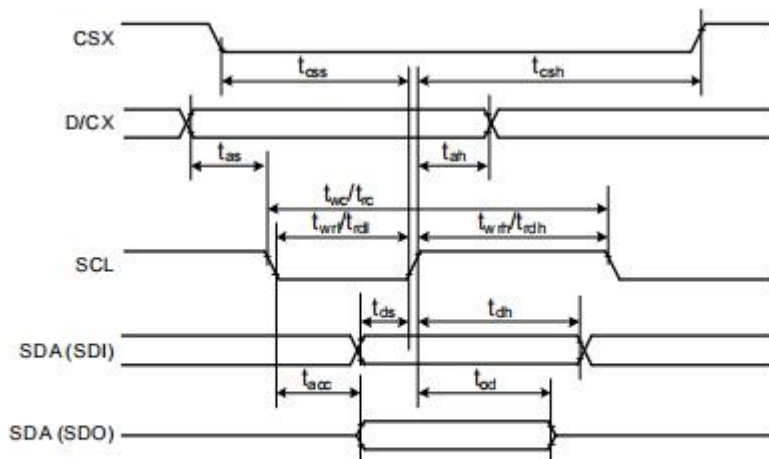 CSX
tcss
tcsh
D/CX
tas
tah
twc/trc
twrl/trdl
twrh/trdh
SCL
tds
tdh
SDA (SDI)
tacc
tod
SDA (SDO)